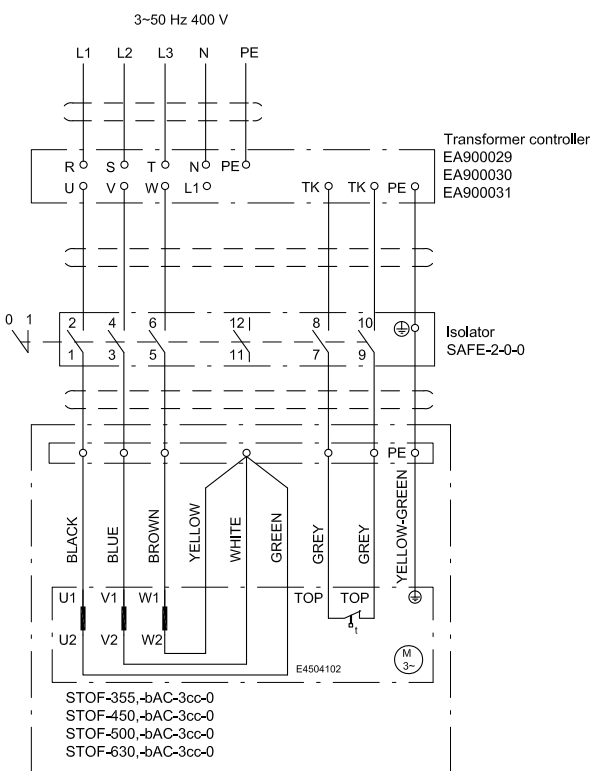 3~50 Hz 400 V
L1 L2 L3 N PE
Transformer controller
EA900029
EA900030
EA900031
R S T N PE
U V W L1 TK TK PE
0 1
2 4 6 12 8 10
1 3 5 11 7 9
Isolator
SAFE-2-0-0
PE
BLACK
BLUE
BROWN
YELLOW
WHITE
GREEN
GREY
GREY
YELLOW-GREEN
U1 V1 W1 TOP TOP
t
U2 V2 W2
E4504102
M
3~
STOF-355,-bAC-3cc-0
STOF-450,-bAC-3cc-0
STOF-500,-bAC-3cc-0
STOF-630,-bAC-3cc-0